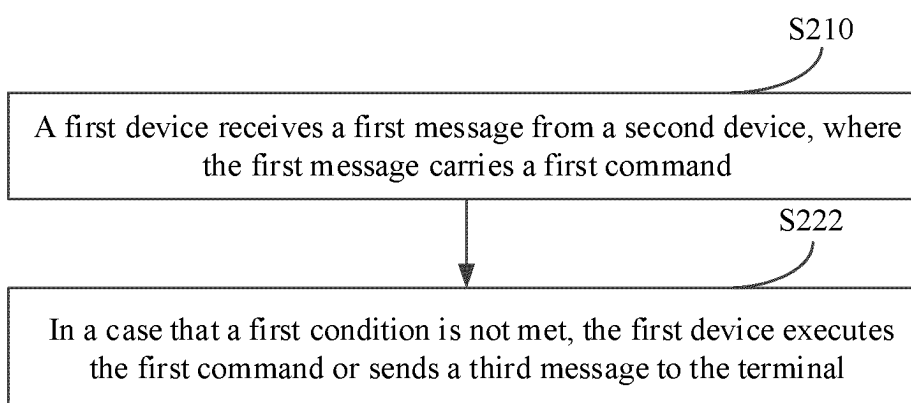 S210
A first device receives a first message from a second device, where
the first message carries a first command
S222
In a case that a first condition is not met, the first device executes
the first command or sends a third message to the terminal